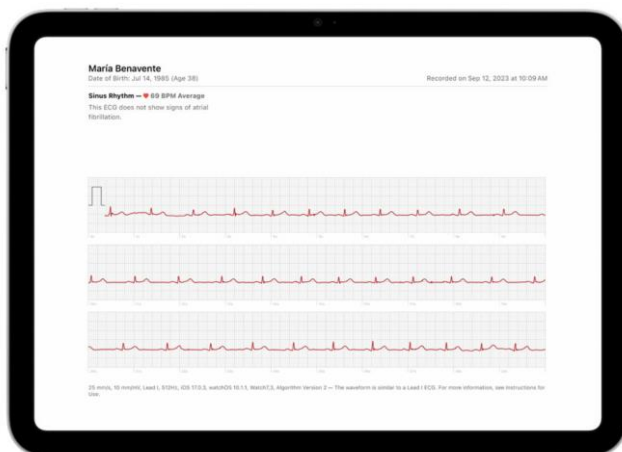 María Benavente
Date of Birth: Jul 14, 1985 (Age 38)
Recorded on Sep 12, 2023 at 10:09 AM
Sinus Rhythm — ❤ 69 BPM Average
This ECG does not show signs of atrial
fibrillation.
25 mm/s, 10 mm/mV, Lead I, 512Hz, iOS 17.0.3, watchOS 10.1.1, Watch7,3, Algorithm Version 2 — The waveform is similar to a Lead I ECG. For more information, see Instructions for
Use.